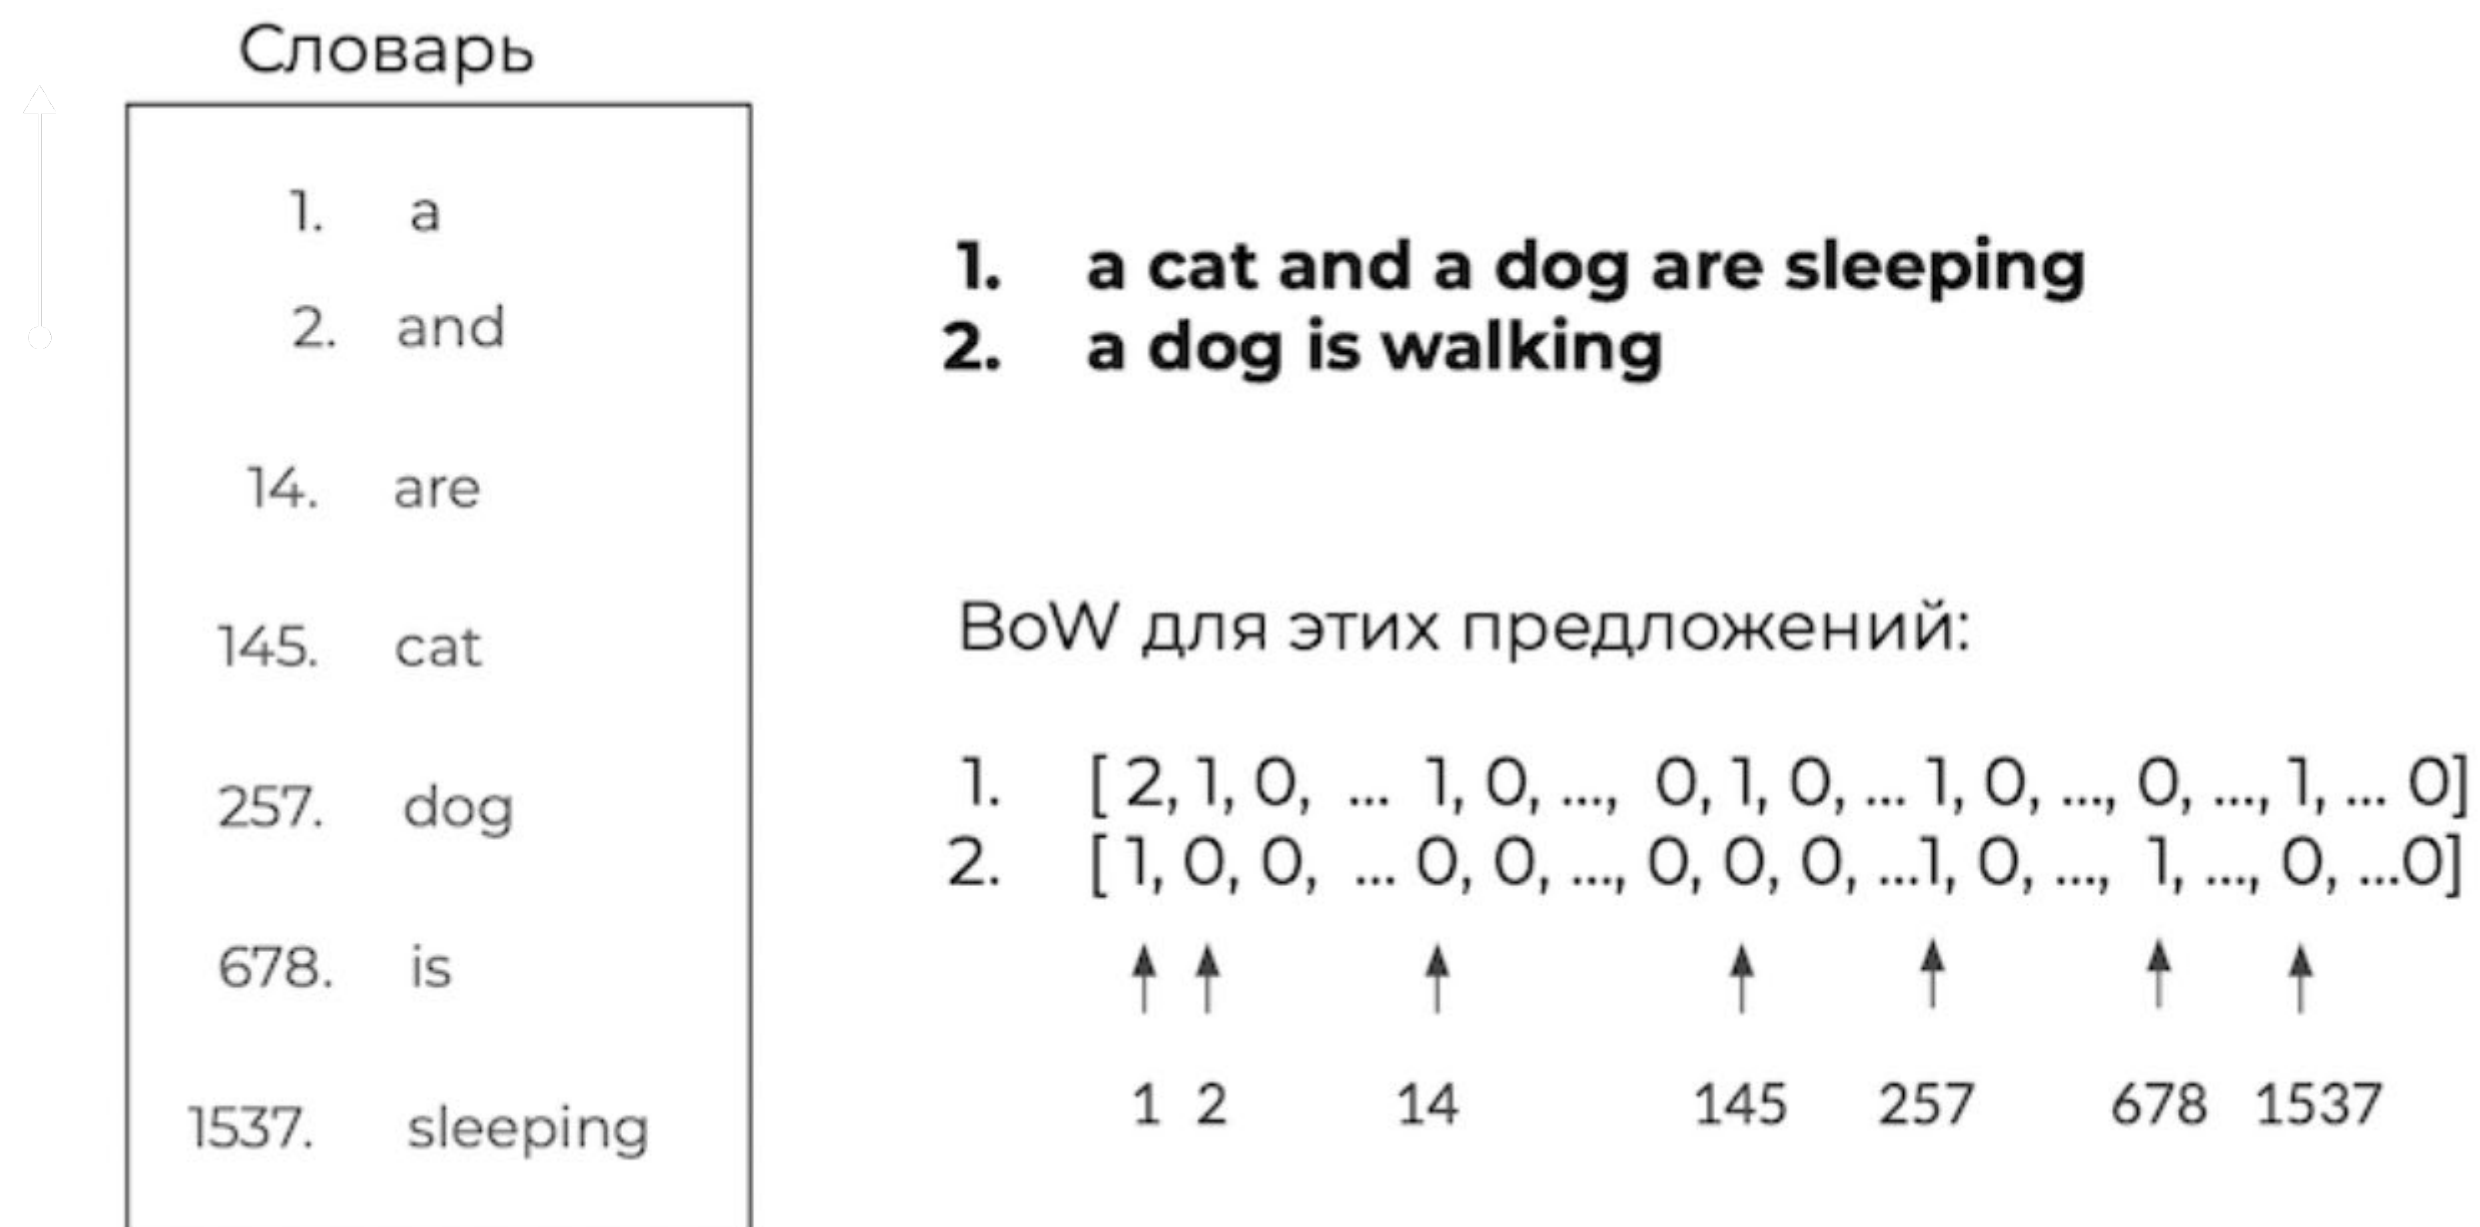 Словарь
1. a
2. and
14. are
145. cat
257. dog
678. is
1537. sleeping
1. a cat and a dog are sleeping
2. a dog is walking
BoW для этих предложений:
1. [ 2, 1, 0, ... 1, 0, ..., 0, 1, 0, ... 1, 0, ..., 0, ..., 1, ... 0]
2. [ 1, 0, 0, ... 0, 0, ..., 0, 0, 0, ...1, 0, ..., 1, ..., 0, ...0]
1 2 14 145 257 678 1537